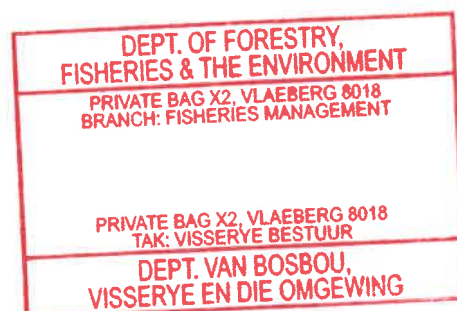 DEPT. OF FORESTRY,
FISHERIES & THE ENVIRONMENT
PRIVATE BAG X2, VLAEBERG 8018
BRANCH: FISHERIES MANAGEMENT
PRIVATE BAG X2, VLAEBERG 8018
TAK: VISSERYE BESTUUR
DEPT. VAN BOSBOU,
VISSERYE EN DIE OMGEWING